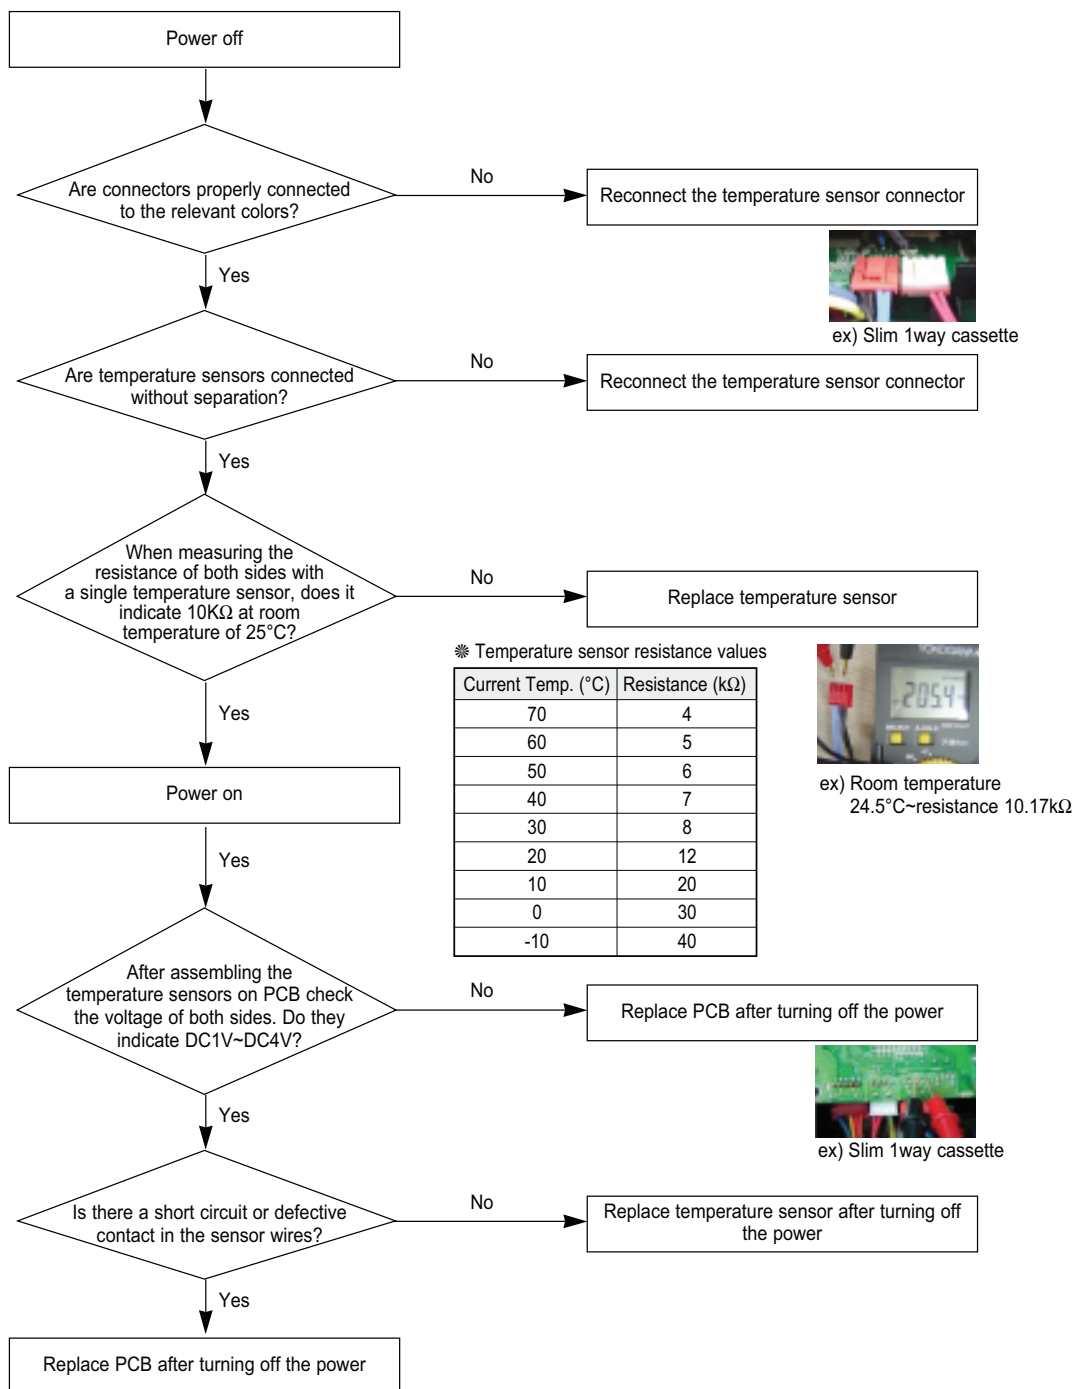 Power off
Are connectors properly connected
to the relevant colors?
No
Reconnect the temperature sensor connector
ex) Slim 1way cassette
Yes
Are temperature sensors connected
without separation?
No
Reconnect the temperature sensor connector
Yes
When measuring the
resistance of both sides with
a single temperature sensor, does it
indicate 10KΩ at room
temperature of 25°C?
No
Replace temperature sensor
❋ Temperature sensor resistance values
Current Temp. (°C) Resistance (kΩ)
70 4
60 5
50 6
40 7
30 8
20 12
10 20
0 30
-10 40
205.4
ex) Room temperature
24.5°C~resistance 10.17kΩ
Yes
Power on
Yes
After assembling the
temperature sensors on PCB check
the voltage of both sides. Do they
indicate DC1V~DC4V?
No
Replace PCB after turning off the power
ex) Slim 1way cassette
Yes
Is there a short circuit or defective
contact in the sensor wires?
No
Replace temperature sensor after turning off
the power
Yes
Replace PCB after turning off the power